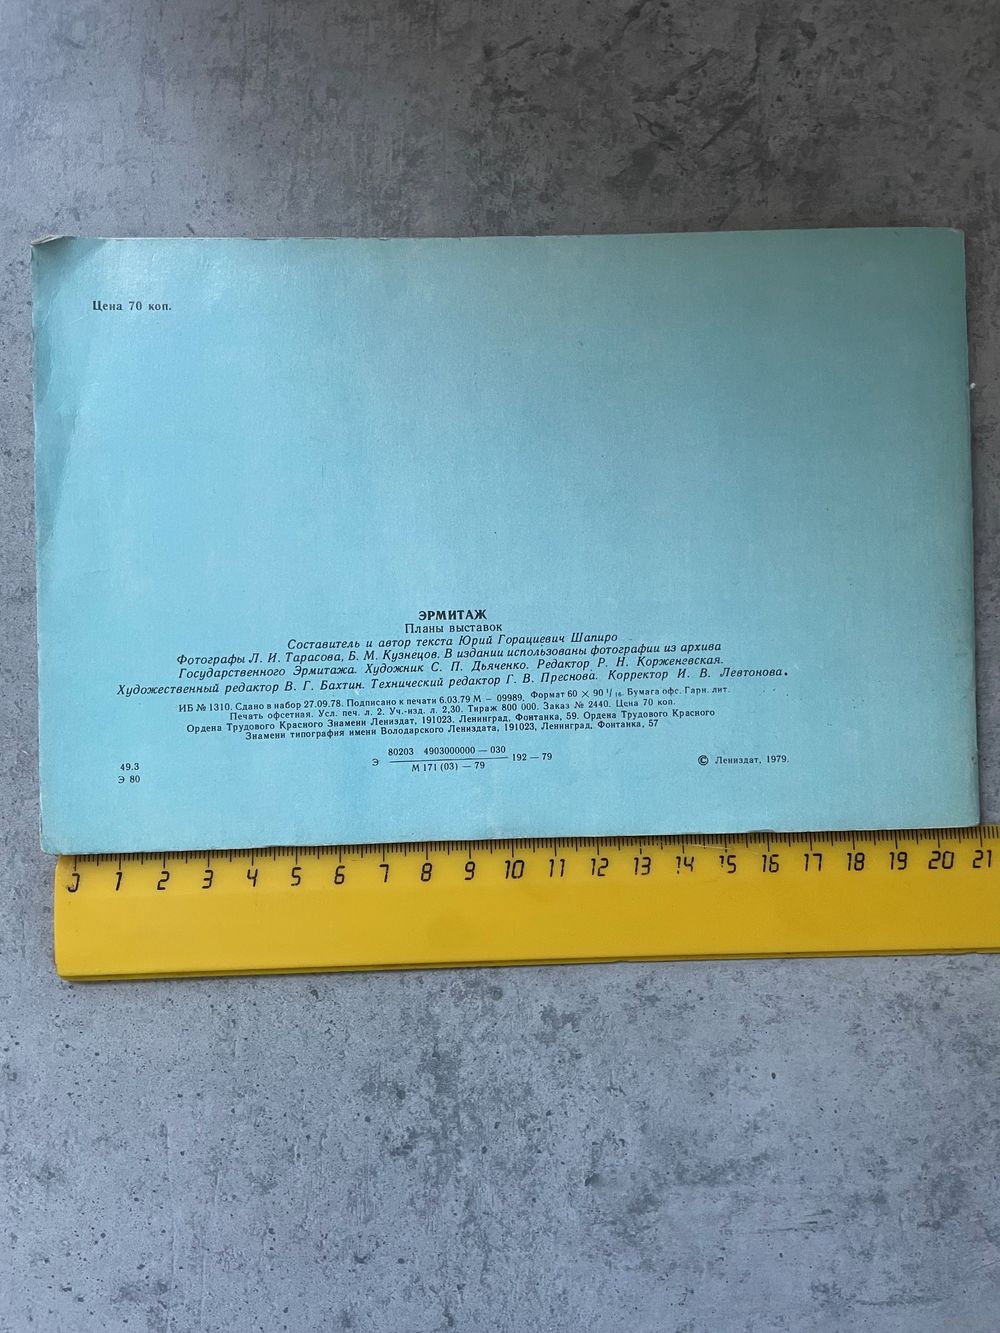 Цена 70 коп.
ЭРМИТАЖ
Планы выставок
Составитель и автор текста Юрий Горациевич Шапиро
Фотографы Л. И. Тарасова, Б. М. Кузнецов. В издании использованы фотографии из архива
Государственного Эрмитажа. Художник С. П. Дьяченко. Редактор Р. Н. Корженевская.
Художественный редактор В. Г. Бахтин. Технический редактор Г. В. Преснова. Корректор И. В. Левтонова.
ИБ № 1310. Сдано в набор 27.09.78. Подписано к печати 6.03.79 М — 09989. Формат 60 × 90 1/16. Бумага офс. Гарн. лит.
Печать офсетная. Усл. печ. л. 2. Уч.-изд. л. 2,30. Тираж 800 000. Заказ № 2440. Цена 70 коп.
Ордена Трудового Красного Знамени Лениздат, 191023, Ленинград, Фонтанка, 59. Ордена Трудового Красного
Знамени типография имени Володарского Лениздата, 191023, Ленинград, Фонтанка, 57
49.3
Э 80
80203 4903000000 — 030
Э 192 — 79
М 171 (03) — 79
© Лениздат, 1979.
0 1 2 3 4 5 6 7 8 9 10 11 12 13 14 15 16 17 18 19 20 21